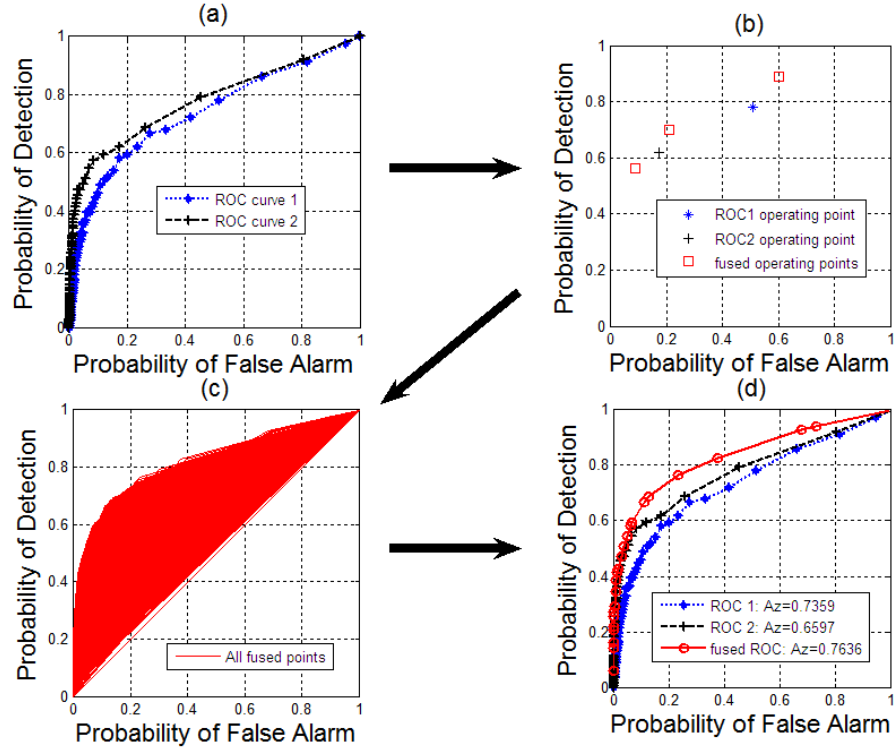 (a)
1
0.8
0.6
0.4
0.2
0
0 0.2 0.4 0.6 0.8 1
Probability of Detection
Probability of False Alarm
ROC curve 1
ROC curve 2
(b)
1
0.8
0.6
0.4
0.2
0
0 0.2 0.4 0.6 0.8 1
Probability of Detection
Probability of False Alarm
ROC1 operating point
ROC2 operating point
fused operating points
(c)
1
0.8
0.6
0.4
0.2
0
0 0.2 0.4 0.6 0.8 1
Probability of Detection
Probability of False Alarm
All fused points
(d)
1
0.8
0.6
0.4
0.2
0
0 0.2 0.4 0.6 0.8 1
Probability of Detection
Probability of False Alarm
ROC 1: Az=0.7359
ROC 2: Az=0.6597
fused ROC: Az=0.7636